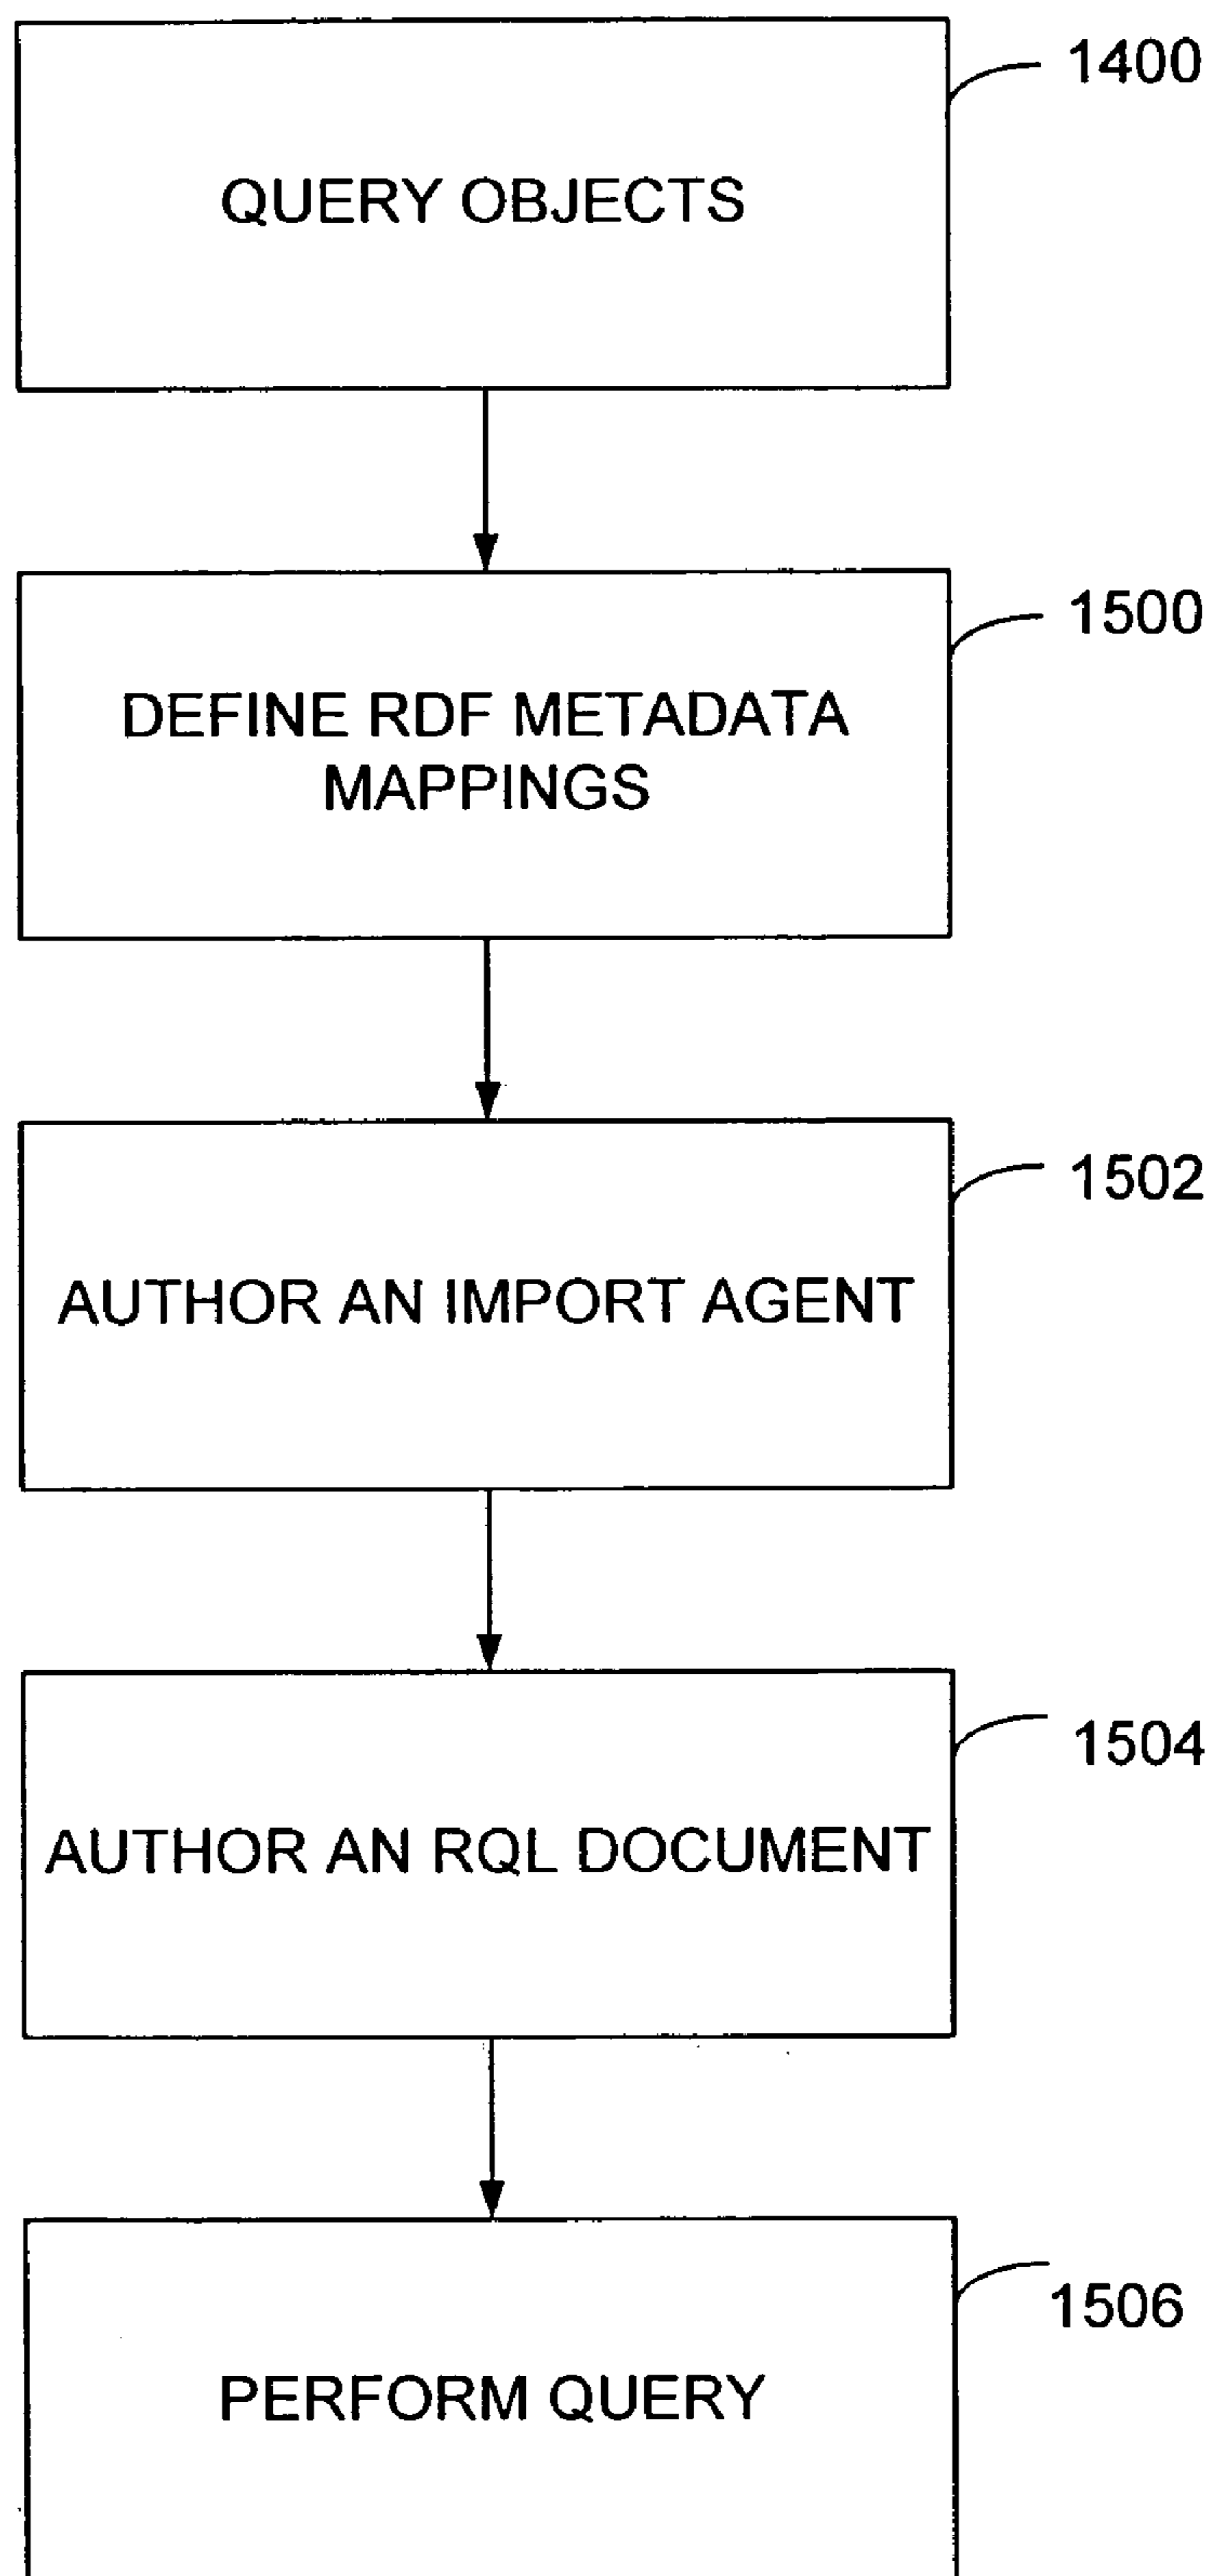 1400
QUERY OBJECTS
1500
DEFINE RDF METADATA
MAPPINGS
1502
AUTHOR AN IMPORT AGENT
1504
AUTHOR AN RQL DOCUMENT
1506
PERFORM QUERY